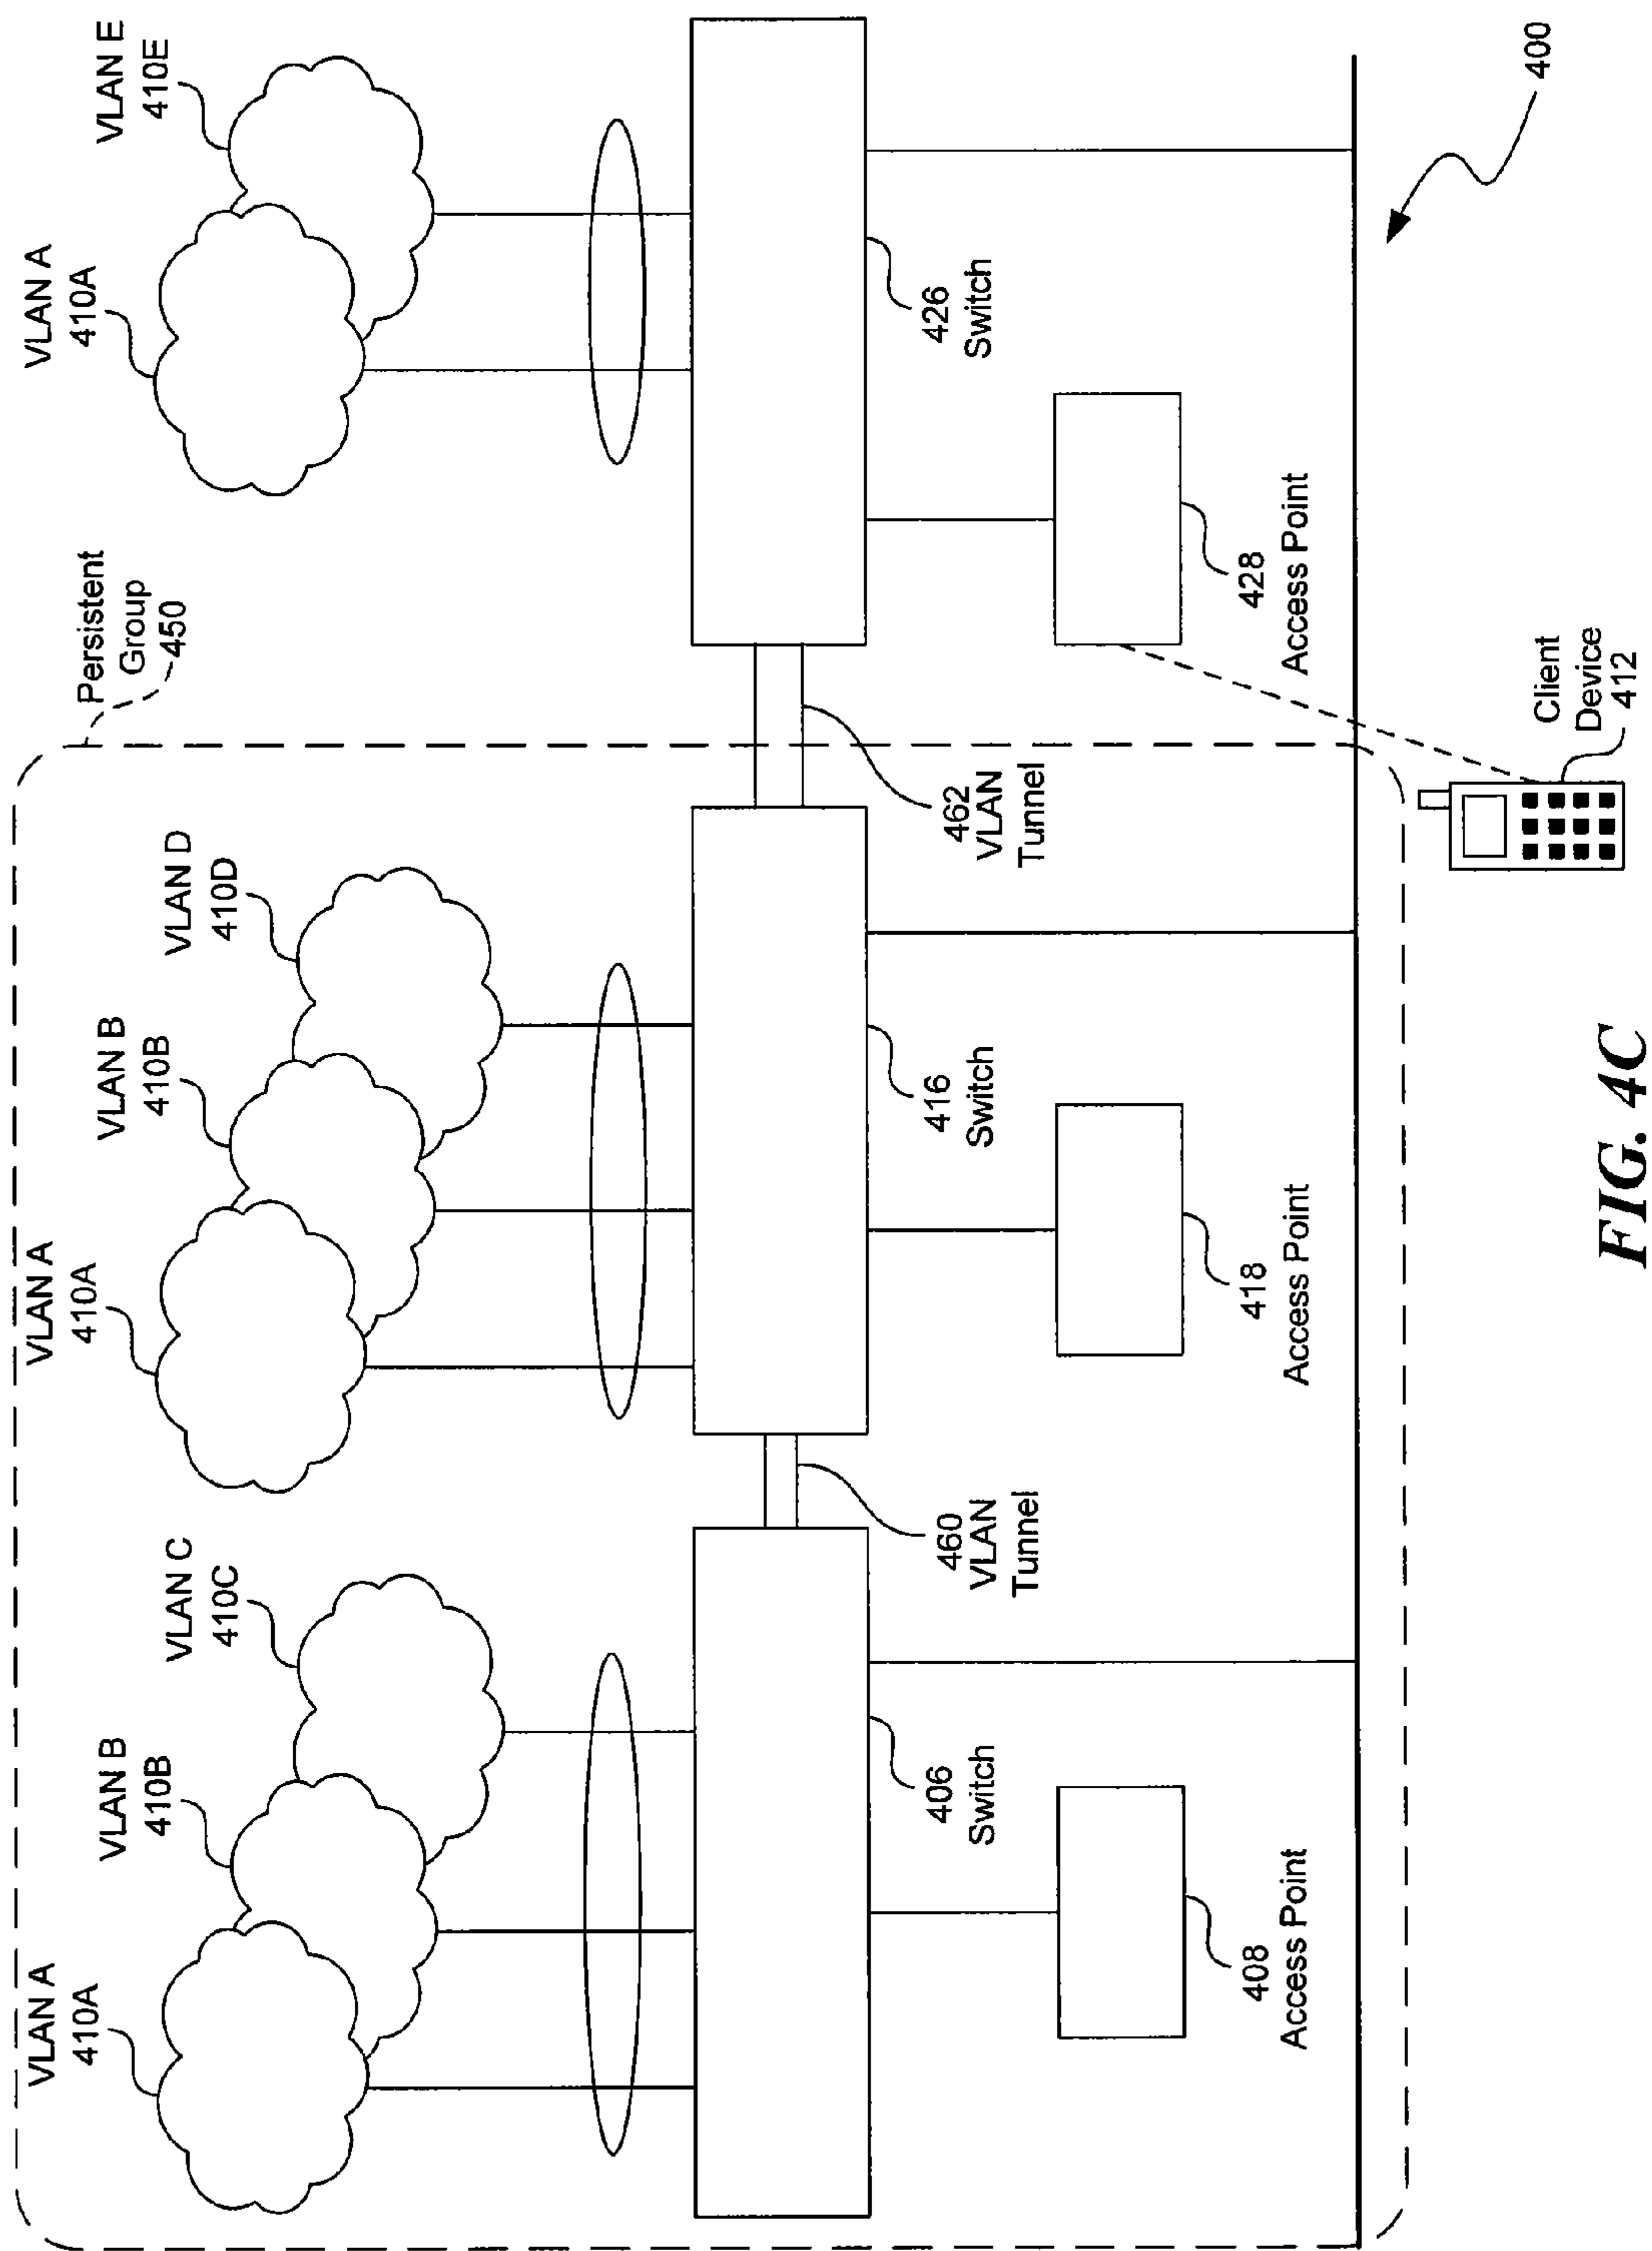 VLAN A
410A
VLAN B
410B
VLAN C
410C
VLAN A
410A
VLAN B
410B
VLAN D
410D
Persistent
Group
450
VLAN A
410A
VLAN E
410E
406
Switch
460
VLAN
Tunnel
416
Switch
462
VLAN
Tunnel
426
Switch
408
Access Point
418
Access Point
428
Access Point
Client
Device
412
400
FIG. 4C